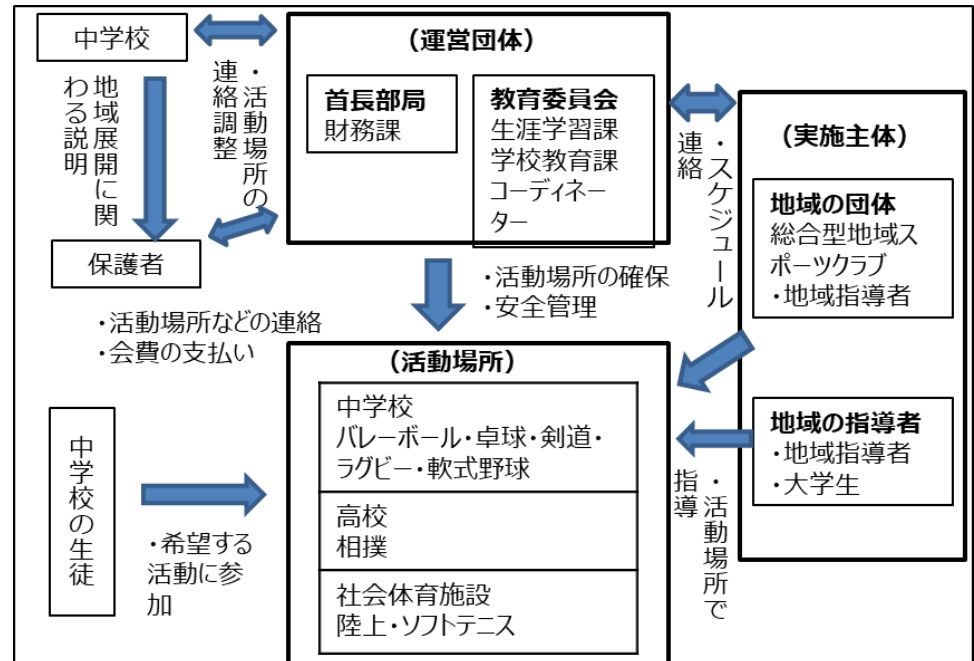 中学校
地域展開に関
わる説明
保護者
・活動場所の
連絡調整
・活動場所などの連絡
・会費の支払い
(運営団体)
首長部局
財務課
教育委員会
生涯学習課
学校教育課
コーディネー
ター
・スケジュール
連絡
・活動場所の確保
・安全管理
(実施主体)
地域の団体
総合型地域ス
ポーツクラブ
・地域指導者
地域の指導者
・地域指導者
・大学生
・活動場所で
指導
(活動場所)
中学校
バレーボール・卓球・剣道・
ラグビー・軟式野球
高校
相撲
社会体育施設
陸上・ソフトテニス
中学校の生徒
・希望する
活動に参
加